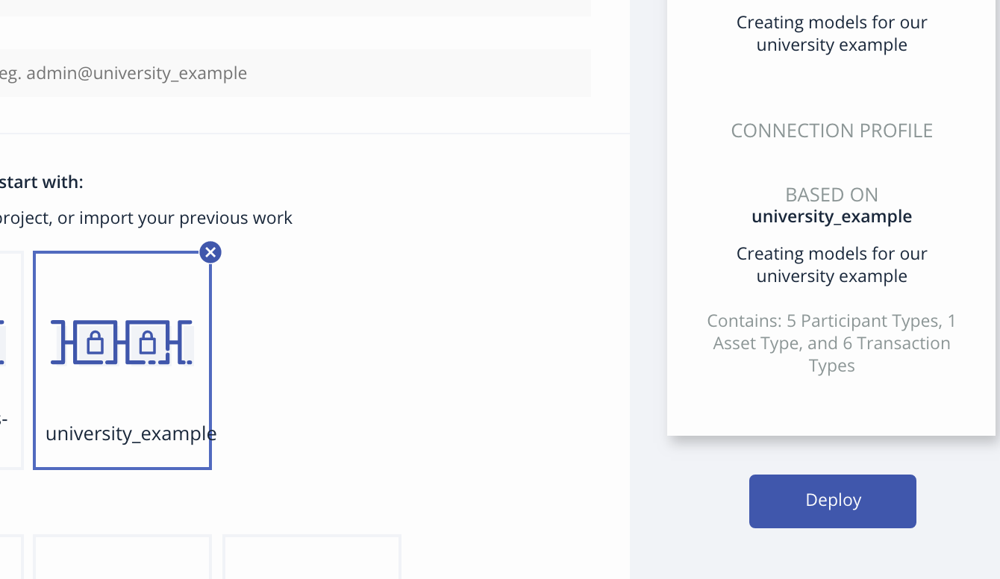 eg. admin@university_example
start with:
project, or import your previous work
s-
university_example
Creating models for our
university example
CONNECTION PROFILE
BASED ON
university_example
Creating models for our
university example
Contains: 5 Participant Types, 1
Asset Type, and 6 Transaction
Types
Deploy